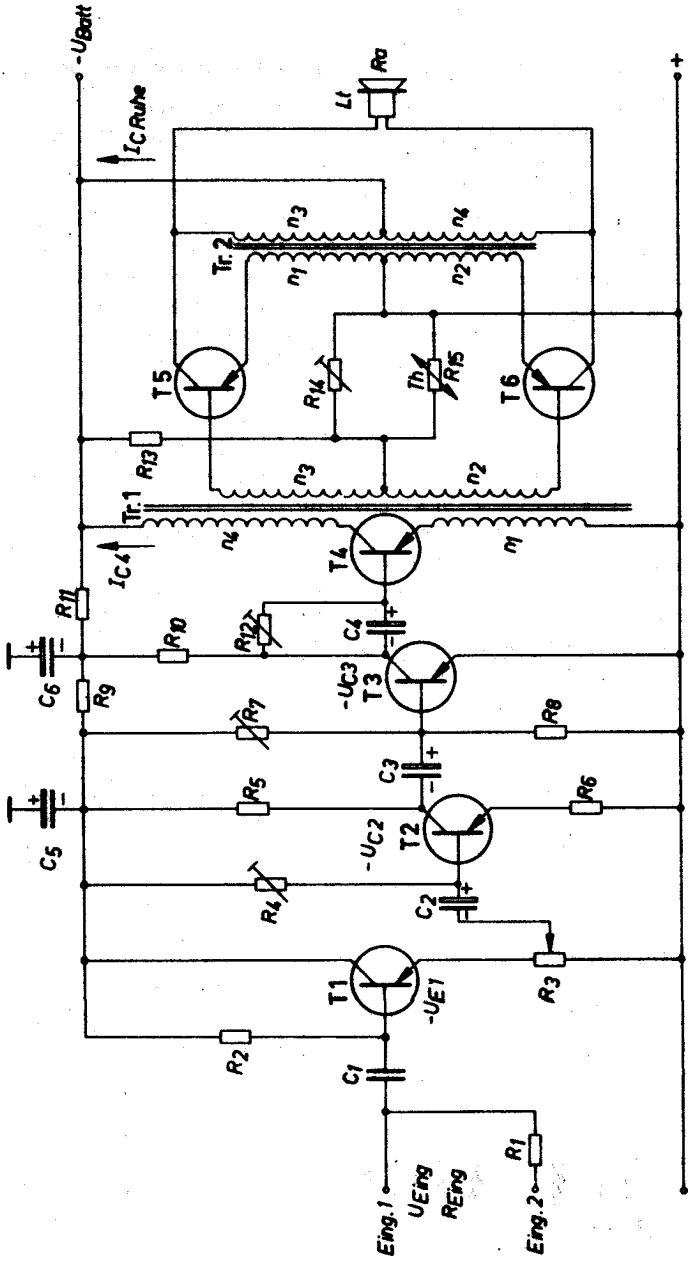 Eing.1
UEing
REing
Eing.2
R1
C1
R2
T1
-UE1
R3
C2
R4
-UC2
T2
R5
R6
C5
+
-
C3
- +
R7
R8
R9
-UC3
T3
C6
+
-
R10
R12
C4
- +
R11
IC4
T4
n4
n1
Tr.1
R13
n3
n2
T5
R14
Th
R15
T6
n1
n2
Tr.2
n3
n4
IC Ruhe
Lt
Ra
-UBatt
+
- +